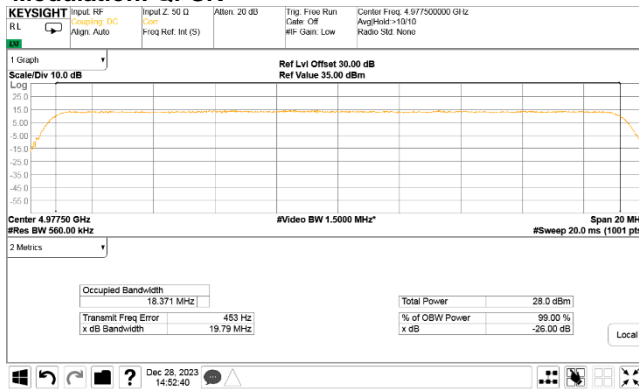 Modulation: QPSK
KEYSIGHT Input: RF Input Z: 50 Ω Atten: 20 dB Trig: Free Run Center Freq: 4.977500000 GHz
RL Coupling: DC Corr Gate: Off Avg|Hold:>10/10
Align: Auto Freq Ref: Int (S) #IF Gain: Low Radio Std: None
LXI
1 Graph
Ref Lvl Offset 30.00 dB
Scale/Div 10.0 dB Ref Value 35.00 dBm
Log
25.0
15.0
5.00
-5.00
-15.0
-25.0
-35.0
-45.0
-55.0
Center 4.97750 GHz #Video BW 1.5000 MHz* Span 20 MH
#Res BW 560.00 kHz #Sweep 20.0 ms (1001 pts
2 Metrics
Occupied Bandwidth
18.371 MHz Total Power 28.0 dBm
Transmit Freq Error 453 Hz % of OBW Power 99.00 %
x dB Bandwidth 19.79 MHz x dB -26.00 dB
Local
? Dec 28, 2023
14:52:40